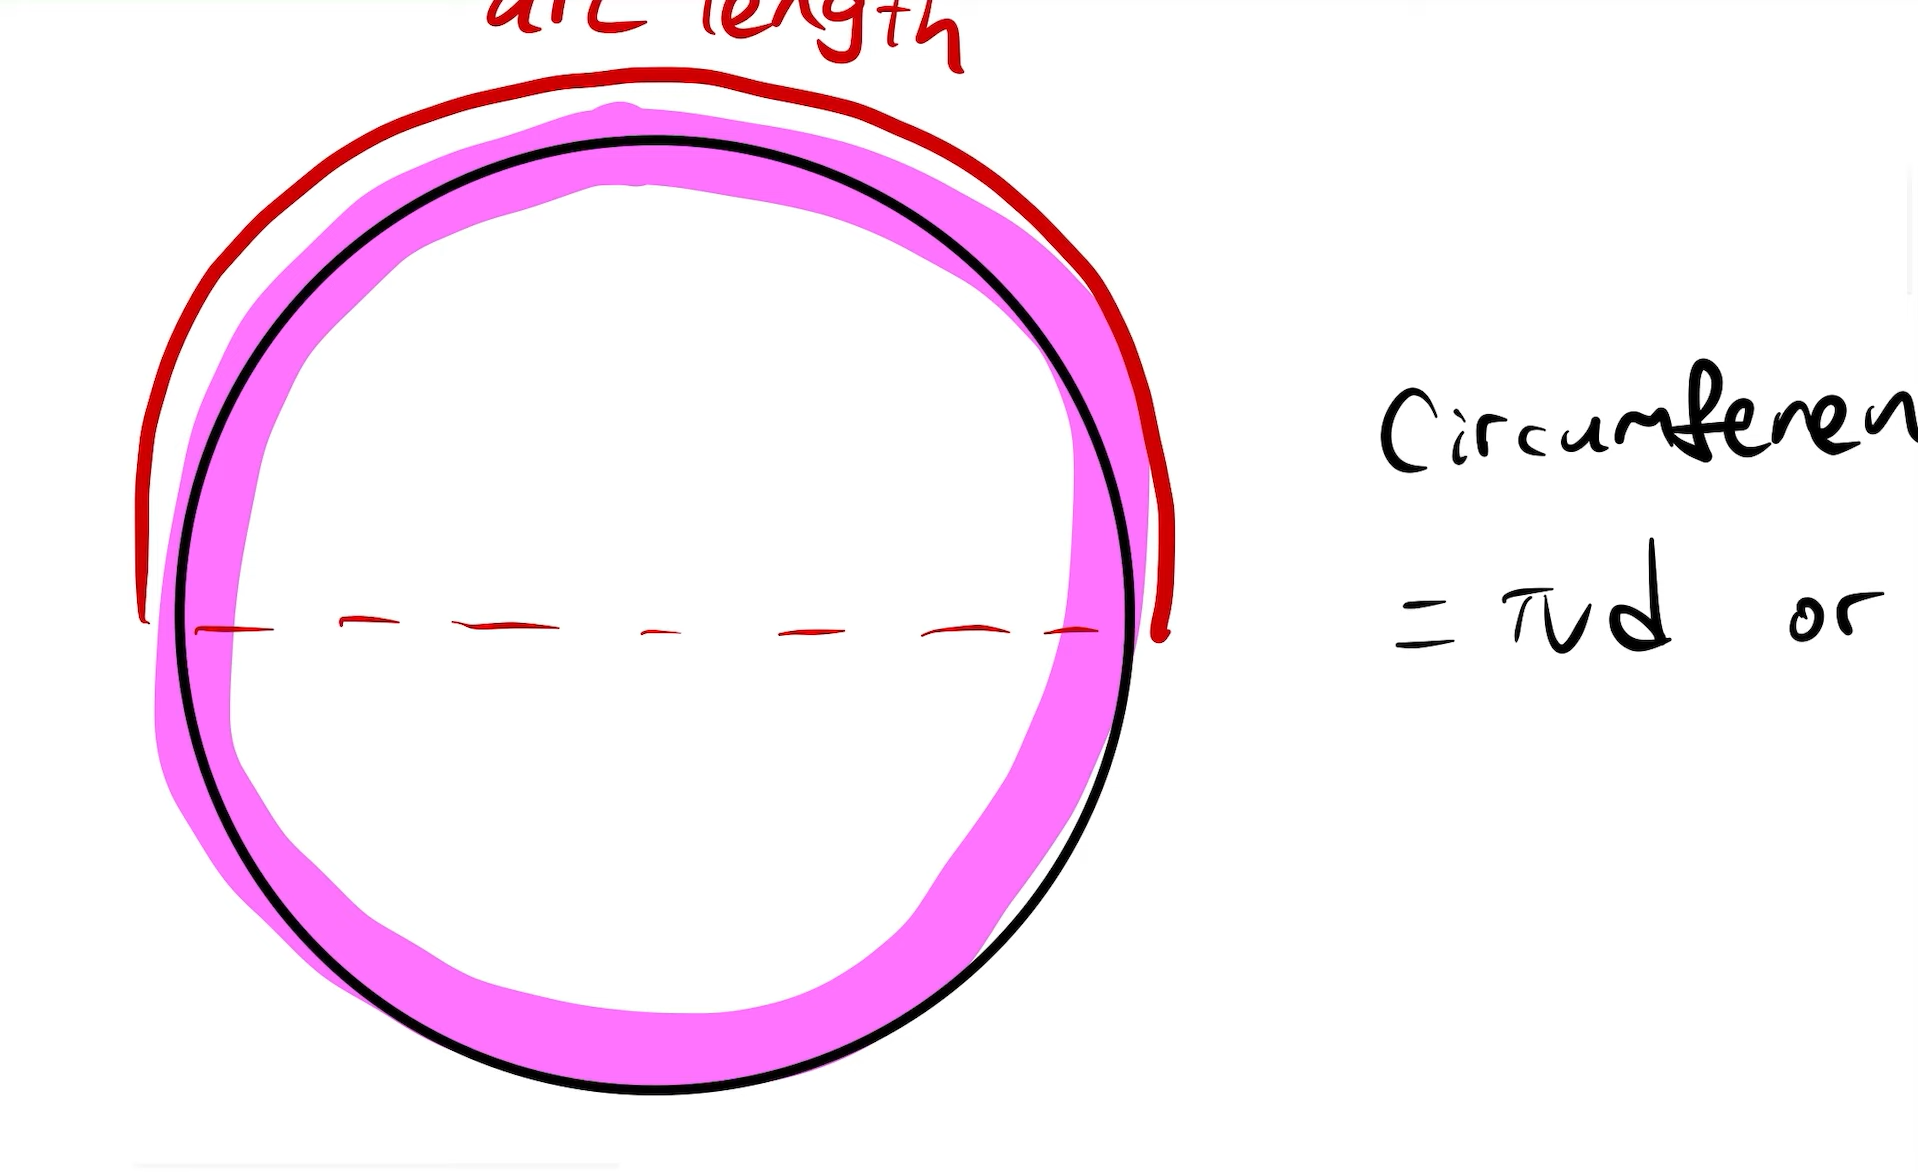 arc length
Circumferen
= πd or